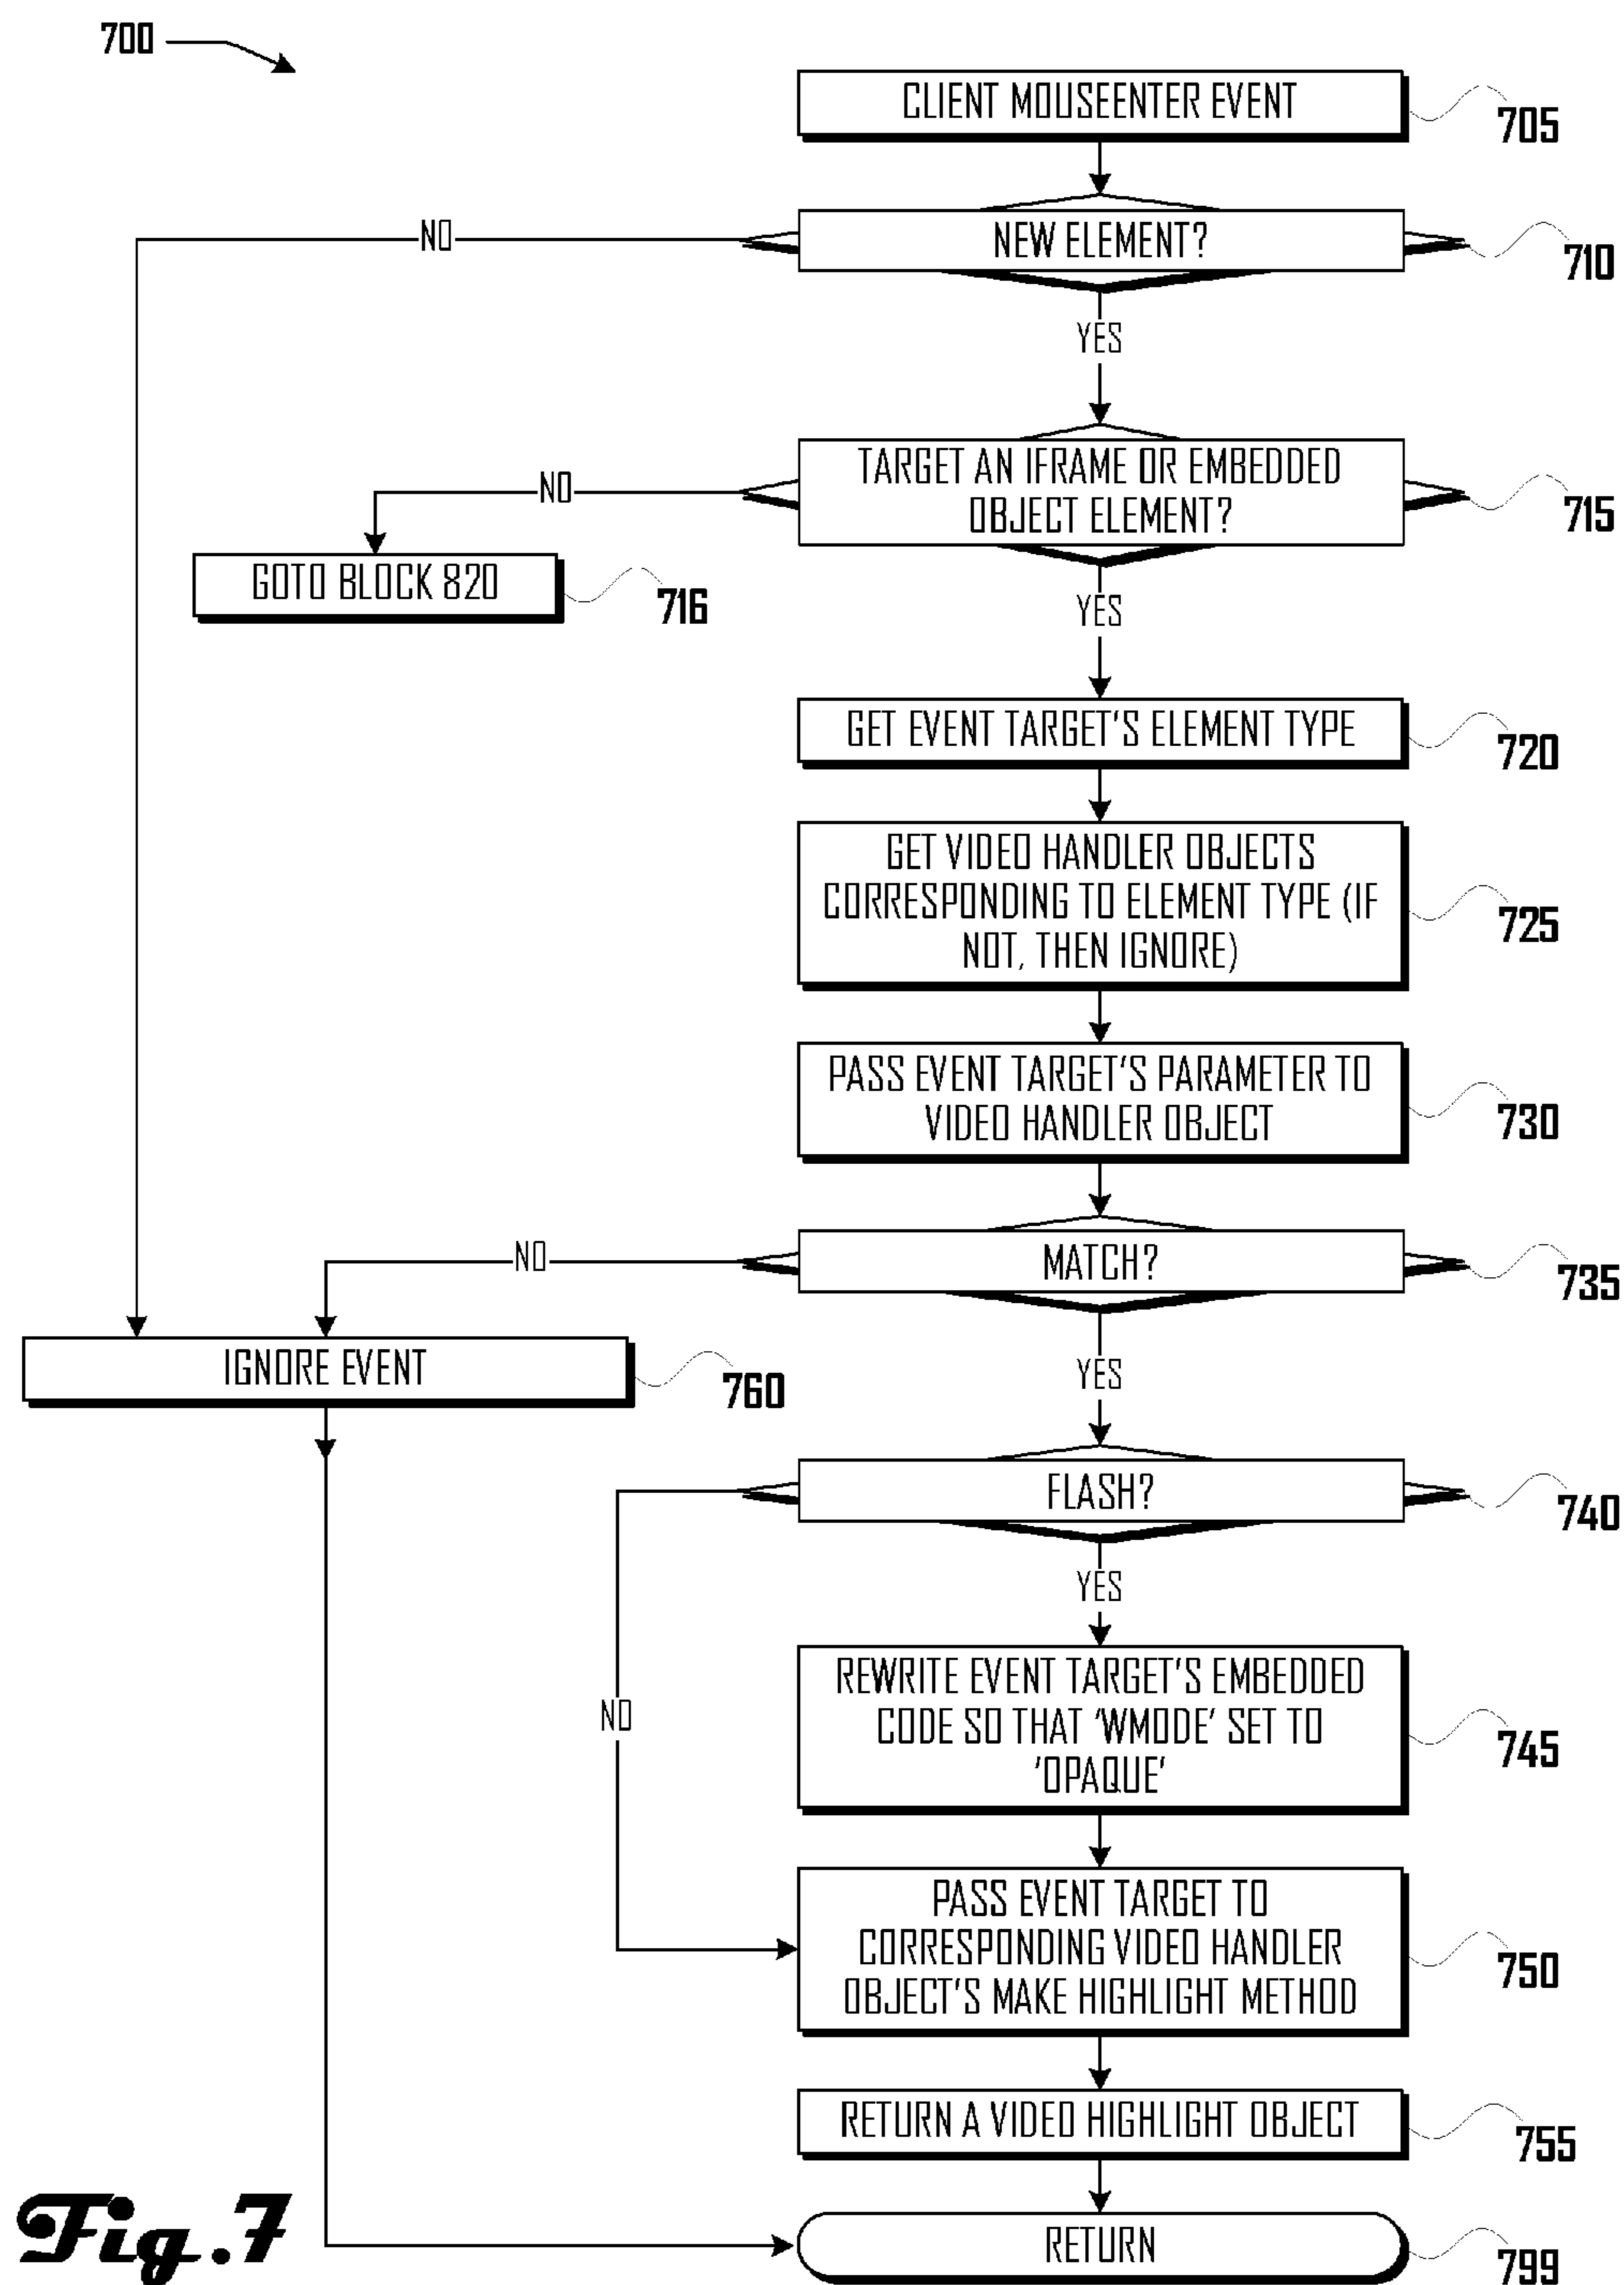 700
CLIENT MOUSEENTER EVENT
705
NO
NEW ELEMENT?
710
YES
TARGET AN IFRAME OR EMBEDDED
OBJECT ELEMENT?
715
NO
GOTO BLOCK 820
716
YES
GET EVENT TARGET'S ELEMENT TYPE
720
GET VIDEO HANDLER OBJECTS
CORRESPONDING TO ELEMENT TYPE (IF
NOT, THEN IGNORE)
725
PASS EVENT TARGET'S PARAMETER TO
VIDEO HANDLER OBJECT
730
NO
MATCH?
735
IGNORE EVENT
760
YES
FLASH?
740
YES
NO
REWRITE EVENT TARGET'S EMBEDDED
CODE SO THAT 'WMODE' SET TO
'OPAQUE'
745
PASS EVENT TARGET TO
CORRESPONDING VIDEO HANDLER
OBJECT'S MAKE HIGHLIGHT METHOD
750
RETURN A VIDEO HIGHLIGHT OBJECT
755
RETURN
799
Fig.7